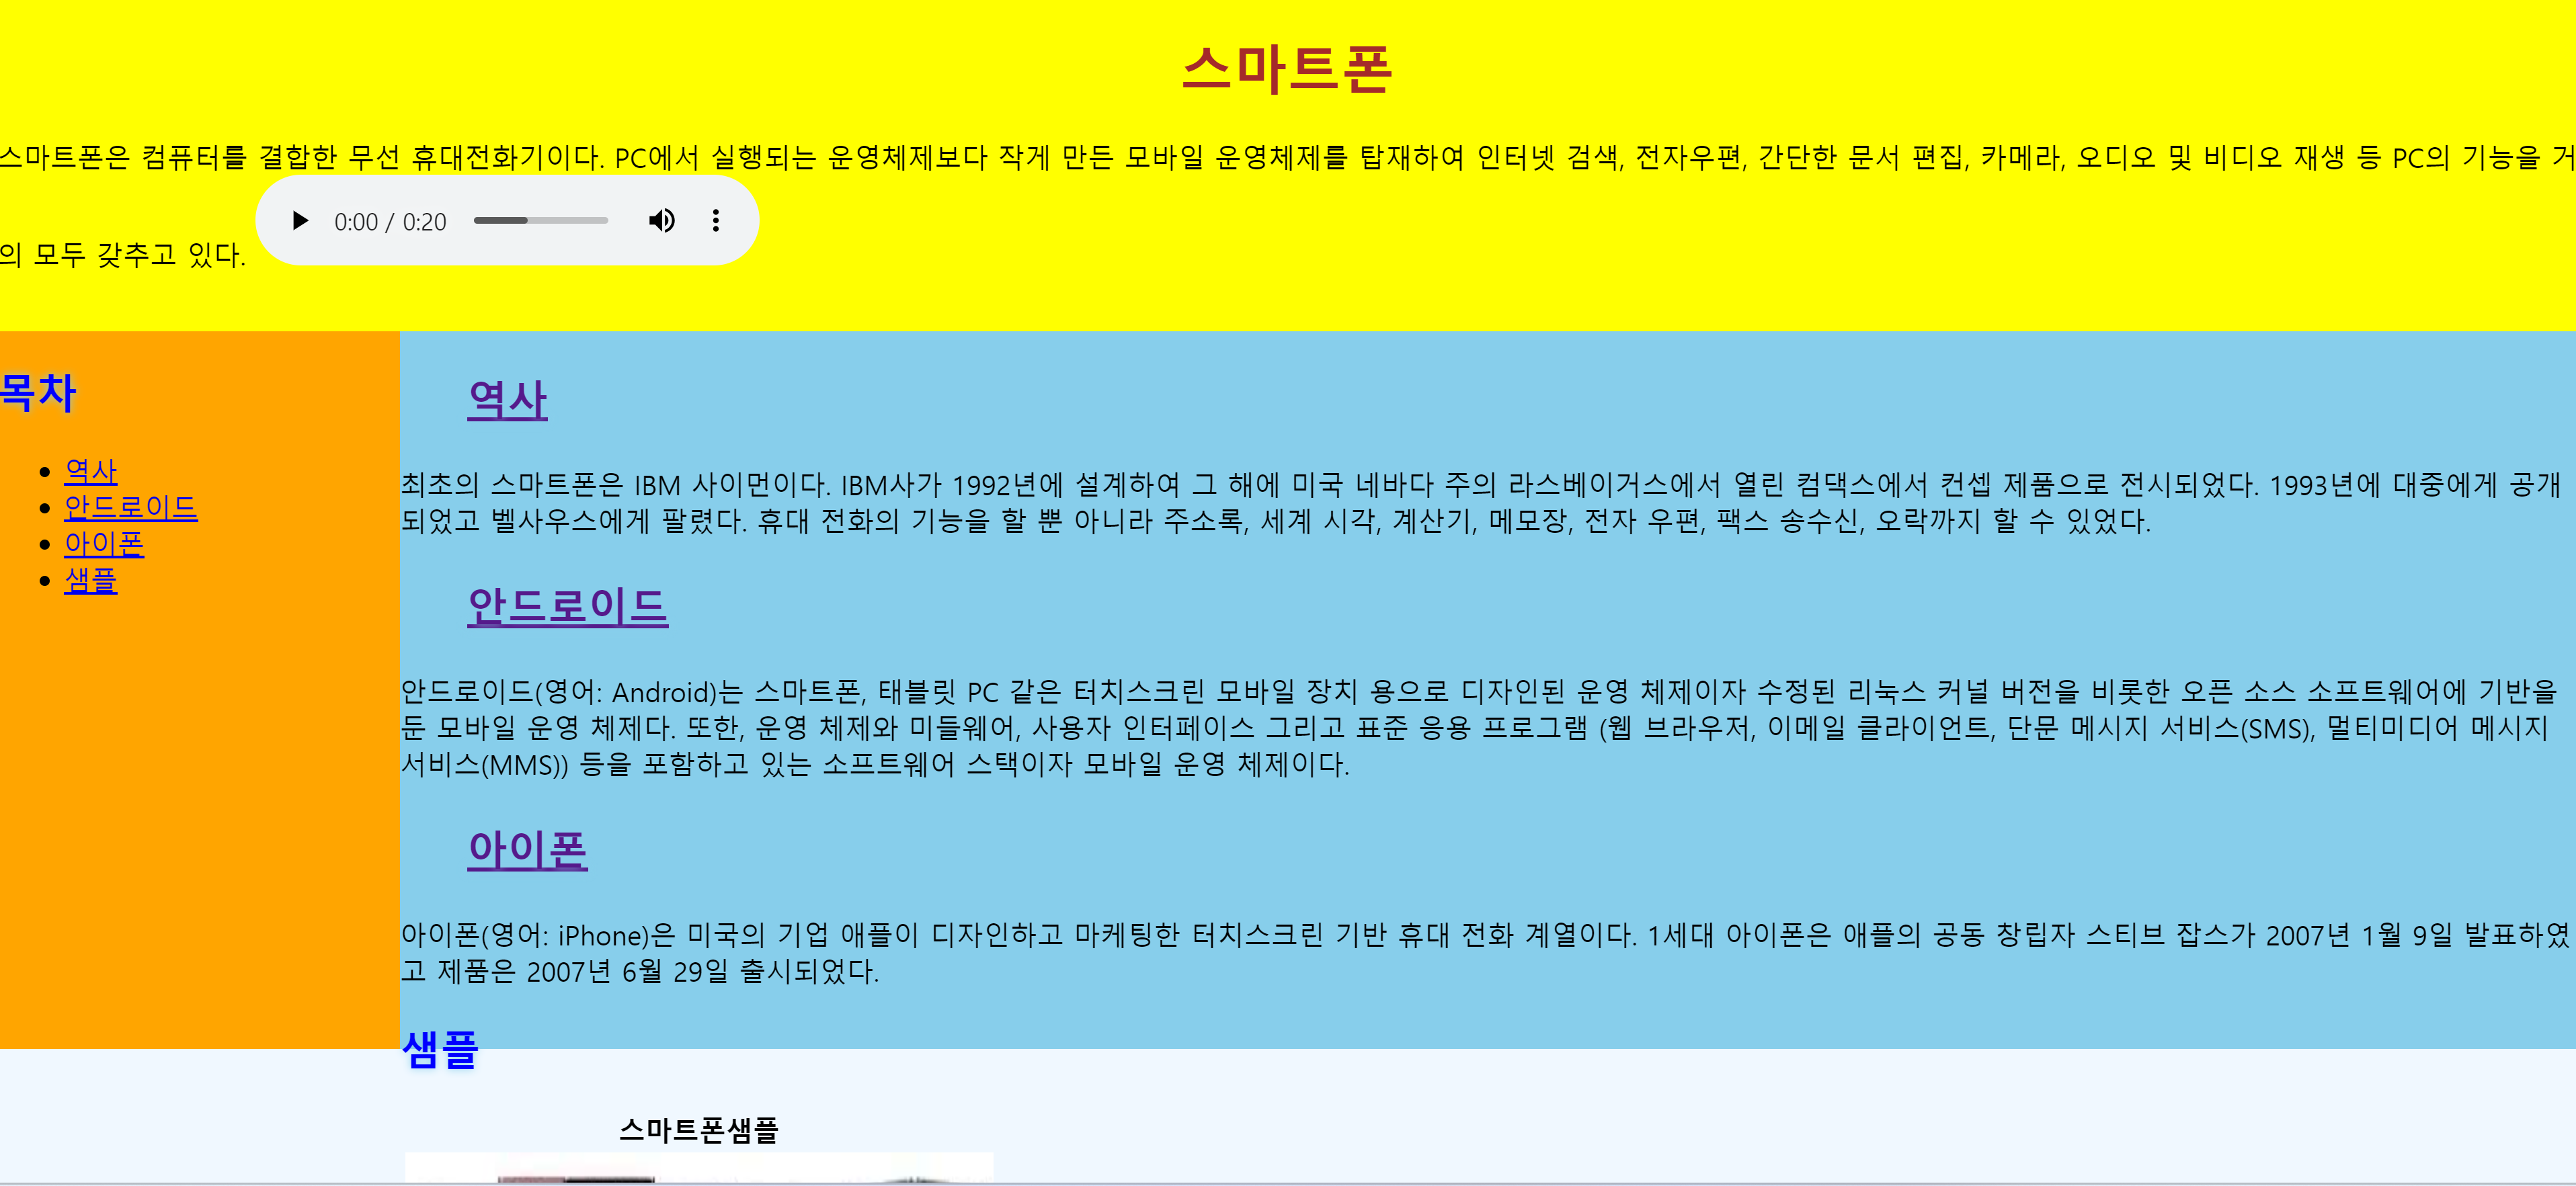 스마트폰
스마트폰은 컴퓨터를 결합한 무선 휴대전화기이다. PC에서 실행되는 운영체제보다 작게 만든 모바일 운영체제를 탑재하여 인터넷 검색, 전자우편, 간단한 문서 편집, 카메라, 오디오 및 비디오 재생 등 PC의 기능을 거
의 모두 갖추고 있다.
0:00 / 0:20
목차
역사
안드로이드
아이폰
샘플
역사
최초의 스마트폰은 IBM 사이먼이다. IBM사가 1992년에 설계하여 그 해에 미국 네바다 주의 라스베이거스에서 열린 컴댁스에서 컨셉 제품으로 전시되었다. 1993년에 대중에게 공개
되었고 벨사우스에게 팔렸다. 휴대 전화의 기능을 할 뿐 아니라 주소록, 세계 시각, 계산기, 메모장, 전자 우편, 팩스 송수신, 오락까지 할 수 있었다.
안드로이드
안드로이드(영어: Android)는 스마트폰, 태블릿 PC 같은 터치스크린 모바일 장치 용으로 디자인된 운영 체제이자 수정된 리눅스 커널 버전을 비롯한 오픈 소스 소프트웨어에 기반을
둔 모바일 운영 체제다. 또한, 운영 체제와 미들웨어, 사용자 인터페이스 그리고 표준 응용 프로그램 (웹 브라우저, 이메일 클라이언트, 단문 메시지 서비스(SMS), 멀티미디어 메시지
서비스(MMS)) 등을 포함하고 있는 소프트웨어 스택이자 모바일 운영 체제이다.
아이폰
아이폰(영어: iPhone)은 미국의 기업 애플이 디자인하고 마케팅한 터치스크린 기반 휴대 전화 계열이다. 1세대 아이폰은 애플의 공동 창립자 스티브 잡스가 2007년 1월 9일 발표하였
고 제품은 2007년 6월 29일 출시되었다.
샘플
스마트폰샘플